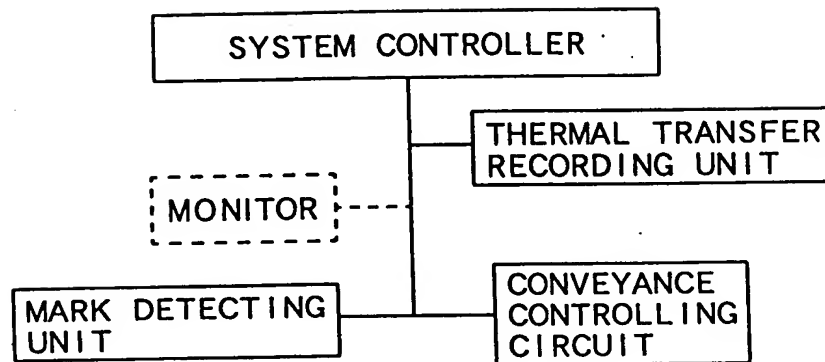 SYSTEM CONTROLLER
THERMAL TRANSFER
RECORDING UNIT
MONITOR
MARK DETECTING
UNIT
CONVEYANCE
CONTROLLING
CIRCUIT